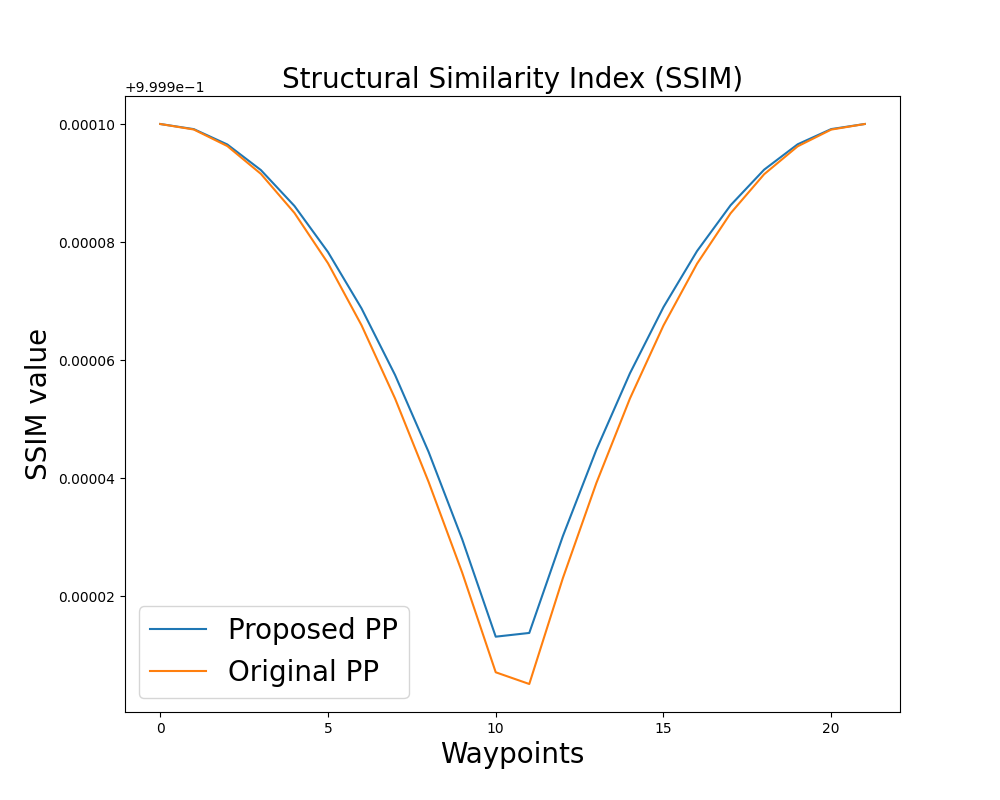 Structural Similarity Index (SSIM)
+9.999e−1
0.00010
0.00008
0.00006
0.00004
0.00002
SSIM value
Proposed PP
Original PP
0 5 10 15 20
Waypoints